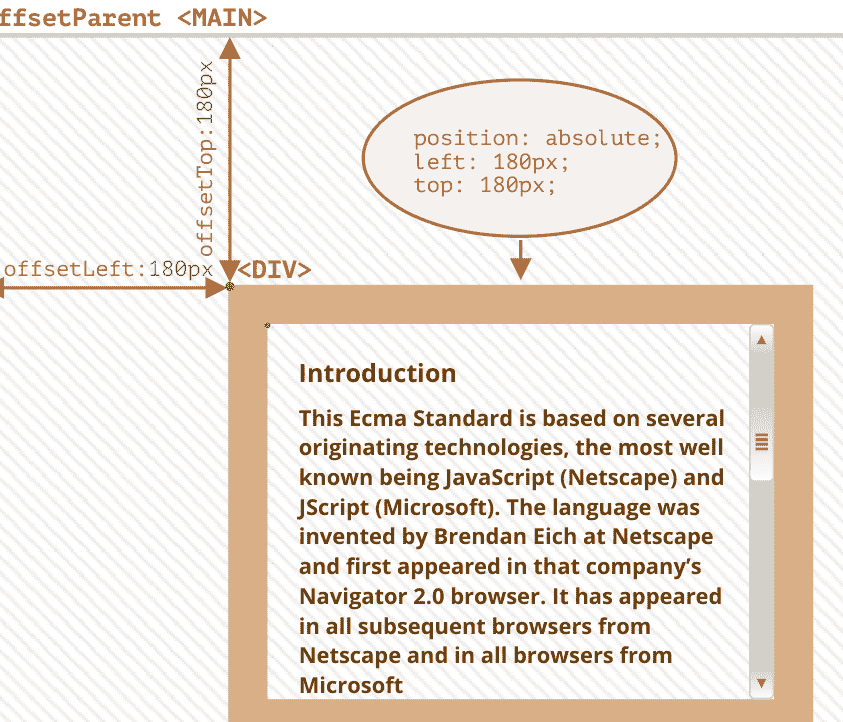 ffsetParent <MAIN>
offsetTop:180px
position: absolute;
left: 180px;
top: 180px;
offsetLeft:180px
<DIV>
Introduction
This Ecma Standard is based on several
originating technologies, the most well
known being JavaScript (Netscape) and
JScript (Microsoft). The language was
invented by Brendan Eich at Netscape
and first appeared in that company’s
Navigator 2.0 browser. It has appeared
in all subsequent browsers from
Netscape and in all browsers from
Microsoft